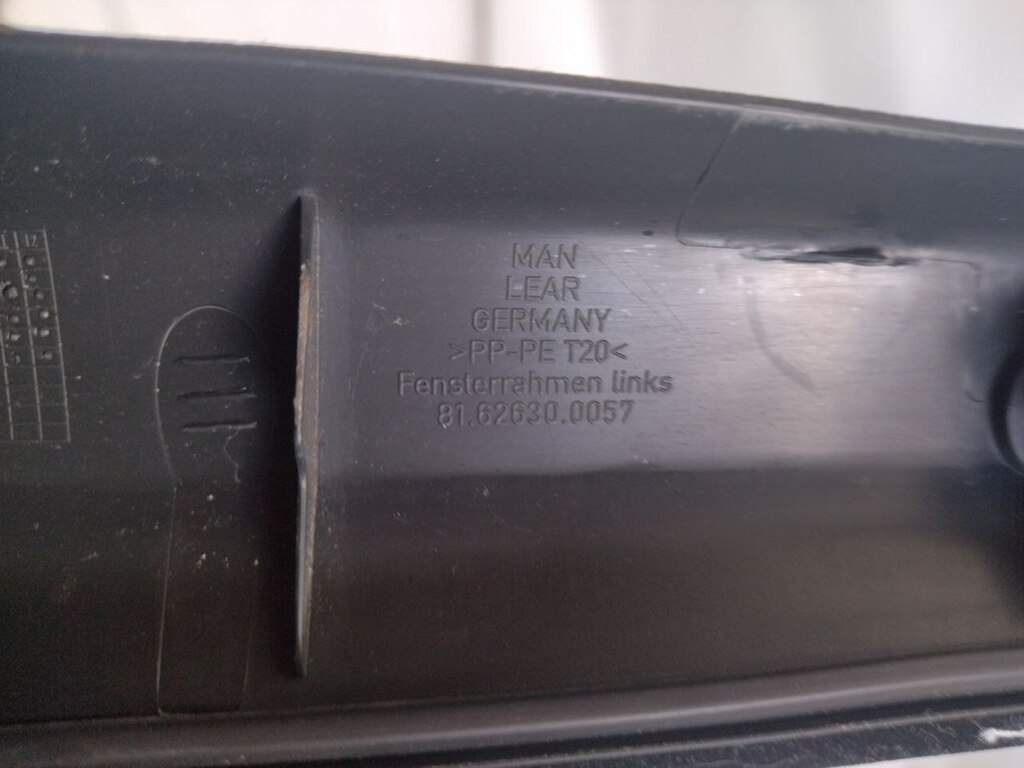 MAN
LEAR
GERMANY
>PP-PE T20<
Fensterrahmen links
81.62630.0057